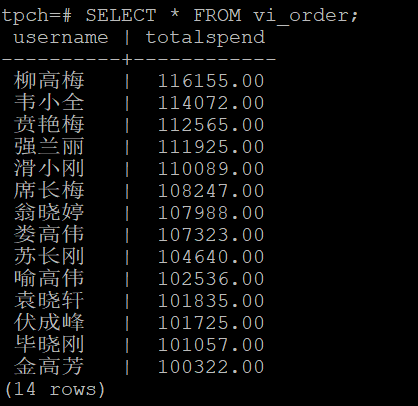 tpch=# SELECT * FROM vi_order;
username | totalspend
----------+------------
柳高梅 | 116155.00
韦小全 | 114072.00
贲艳梅 | 112565.00
强兰丽 | 111925.00
滑小刚 | 110089.00
席长梅 | 108247.00
翁晓婷 | 107988.00
娄高伟 | 107323.00
苏长刚 | 104640.00
喻高伟 | 102536.00
袁晓轩 | 101835.00
伏成峰 | 101725.00
毕晓刚 | 101057.00
金高芳 | 100322.00
(14 rows)